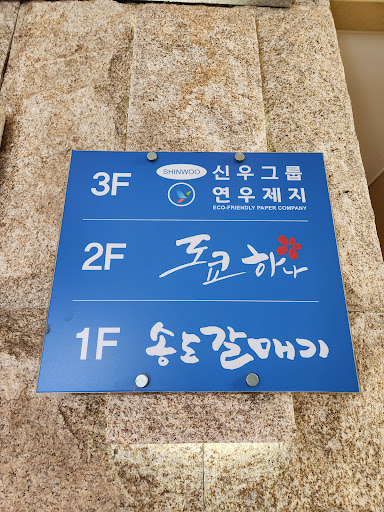 3F SHINWOO 신우그룹
연우제지
ECO-FRIENDLY PAPER COMPANY
2F 도쿄하나
1F 송도갈매기